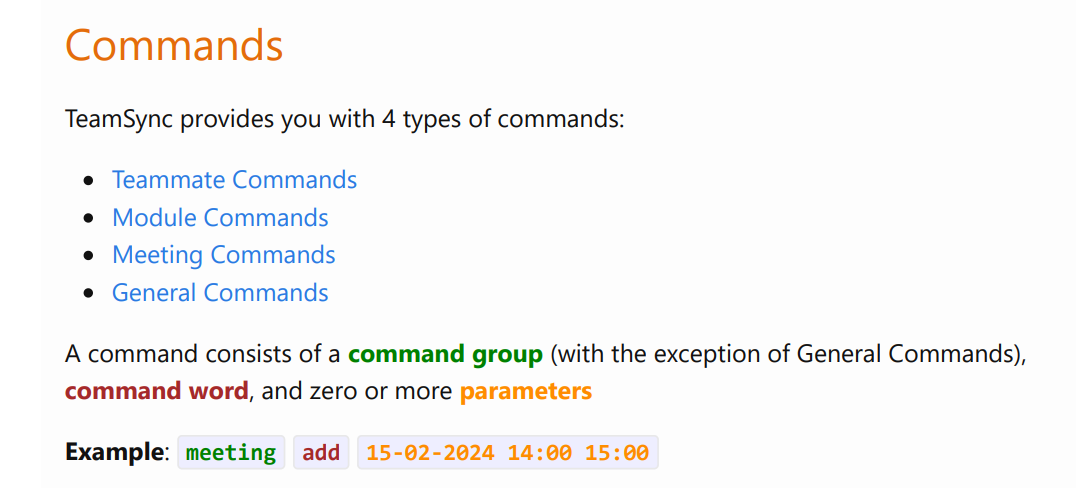 Commands
TeamSync provides you with 4 types of commands:
• Teammate Commands
• Module Commands
• Meeting Commands
• General Commands
A command consists of a command group (with the exception of General Commands),
command word, and zero or more parameters
Example: meeting add 15-02-2024 14:00 15:00